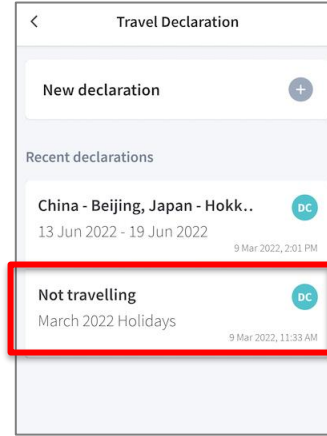 Travel Declaration
New declaration
Recent declarations
China - Beijing, Japan - Hokk..
DC
13 Jun 2022 - 19 Jun 2022
9 Mar 2022, 2:01 PM
Not travelling
DC
March 2022 Holidays
9 Mar 2022, 11:33 AM